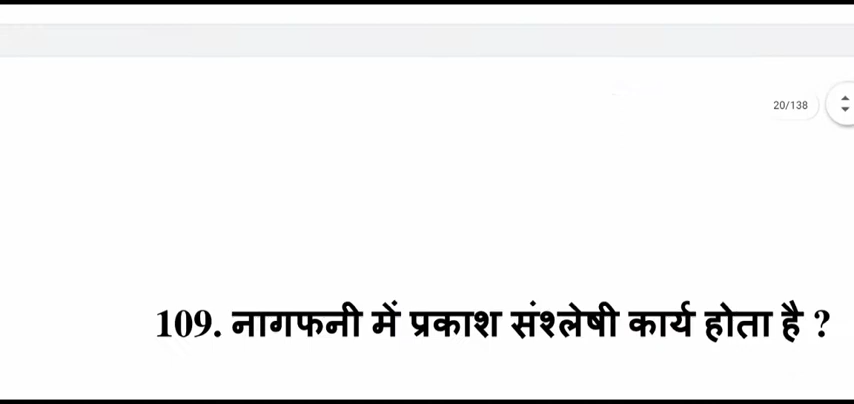 20/138
109. नागफनी में प्रकाश संश्लेषी कार्य होता है ?